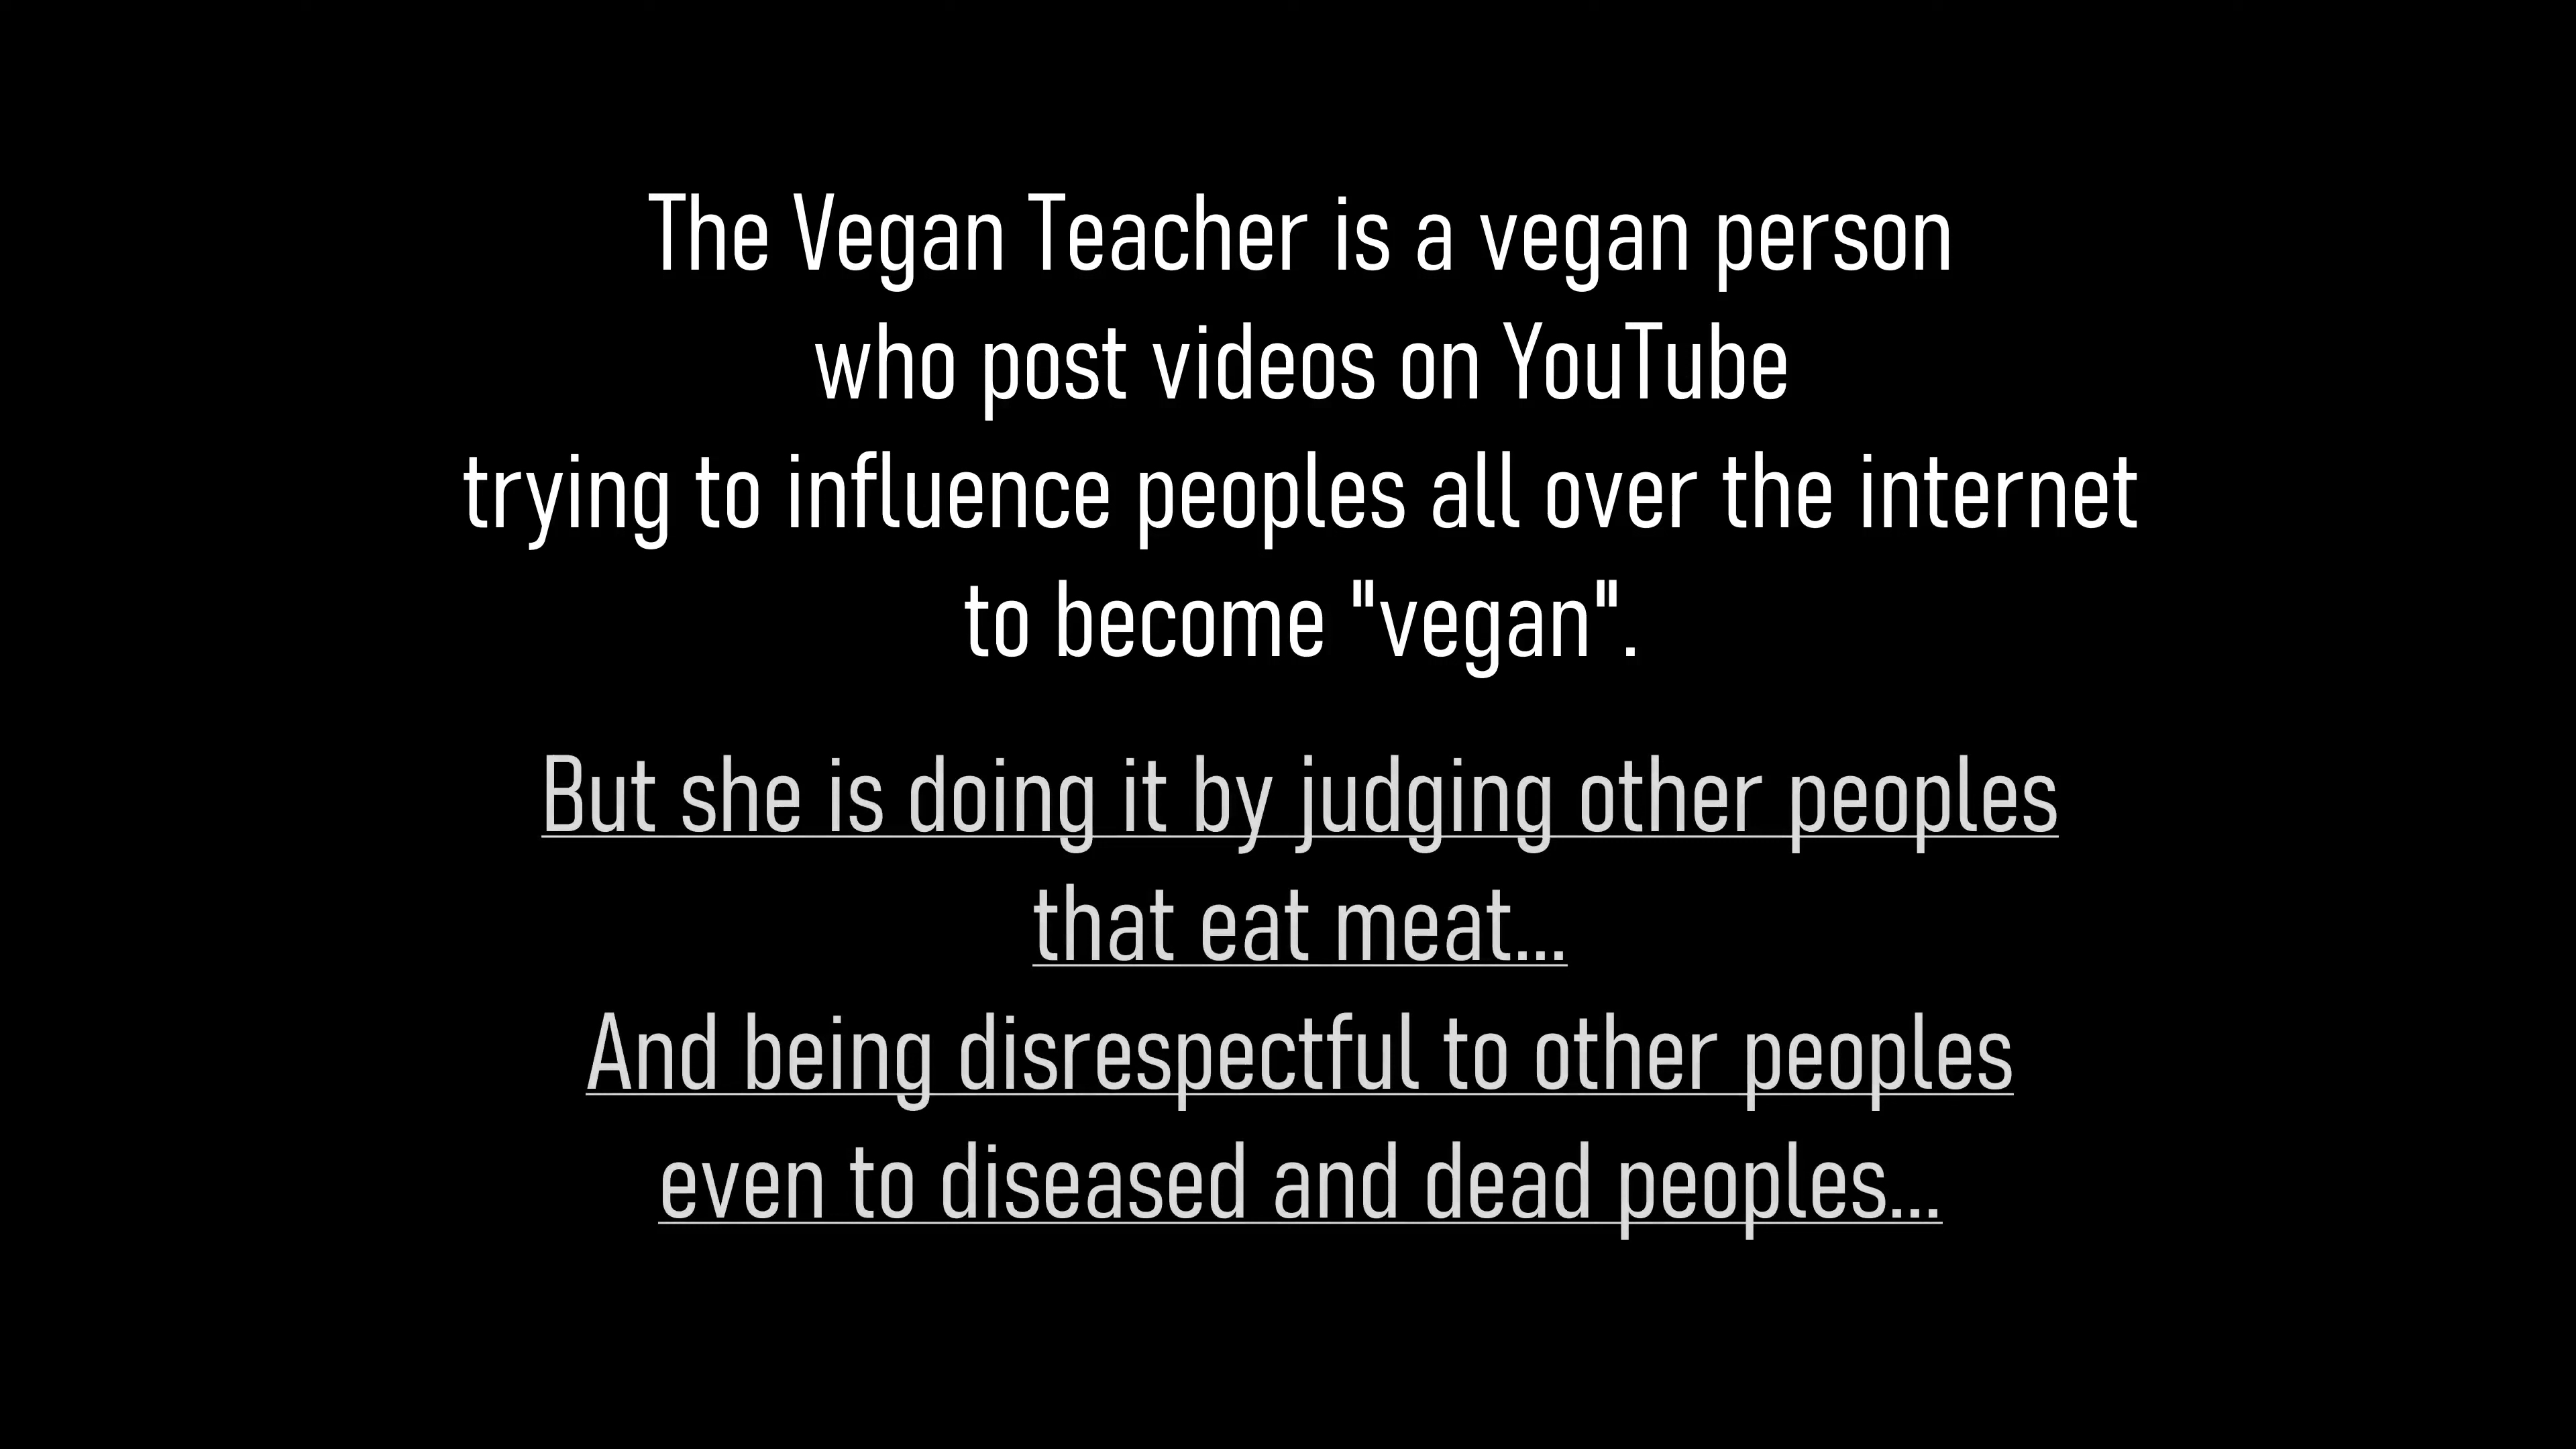 The Vegan Teacher is a vegan person
who post videos on YouTube
trying to influence peoples all over the internet
to become "vegan".
But she is doing it by judging other peoples
that eat meat...
And being disrespectful to other peoples
even to diseased and dead peoples...